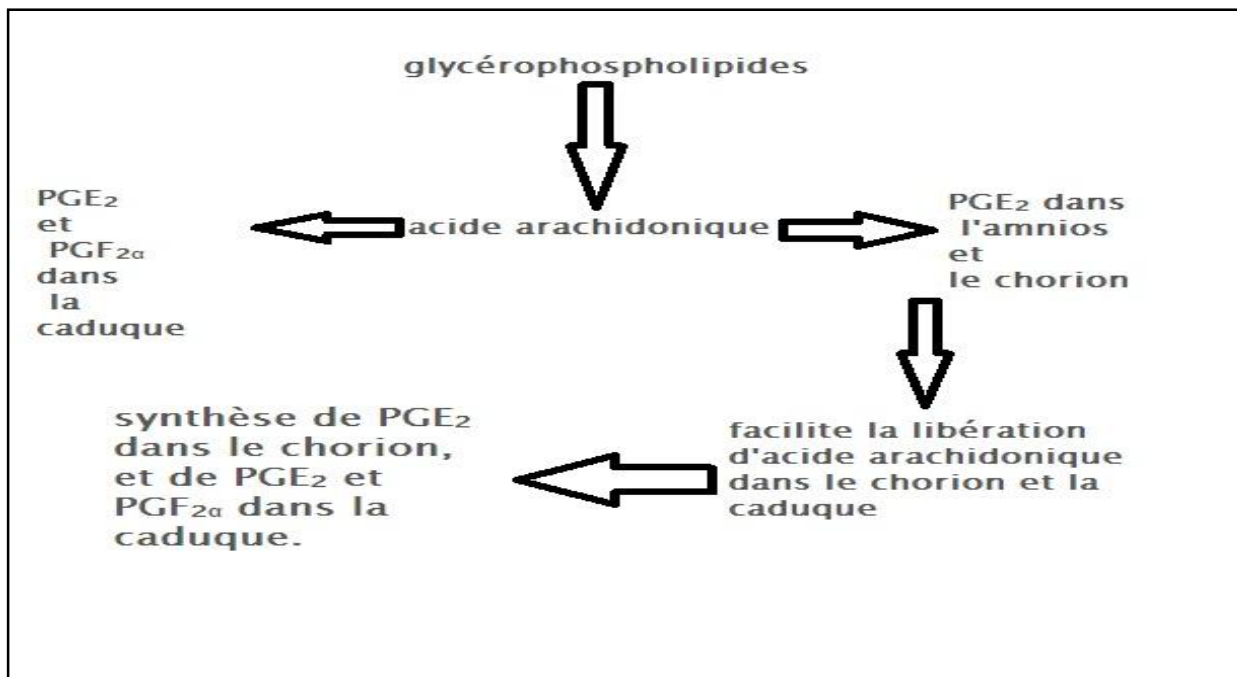 glycérophospholipides
PGE₂
et
PGF₂α
dans
la
caduque
acide arachidonique
PGE₂ dans
l'amnios
et
le chorion
facilite la libération
d'acide arachidonique
dans le chorion et la
caduque
synthèse de PGE₂
dans le chorion,
et de PGE₂ et
PGF₂α dans la
caduque.